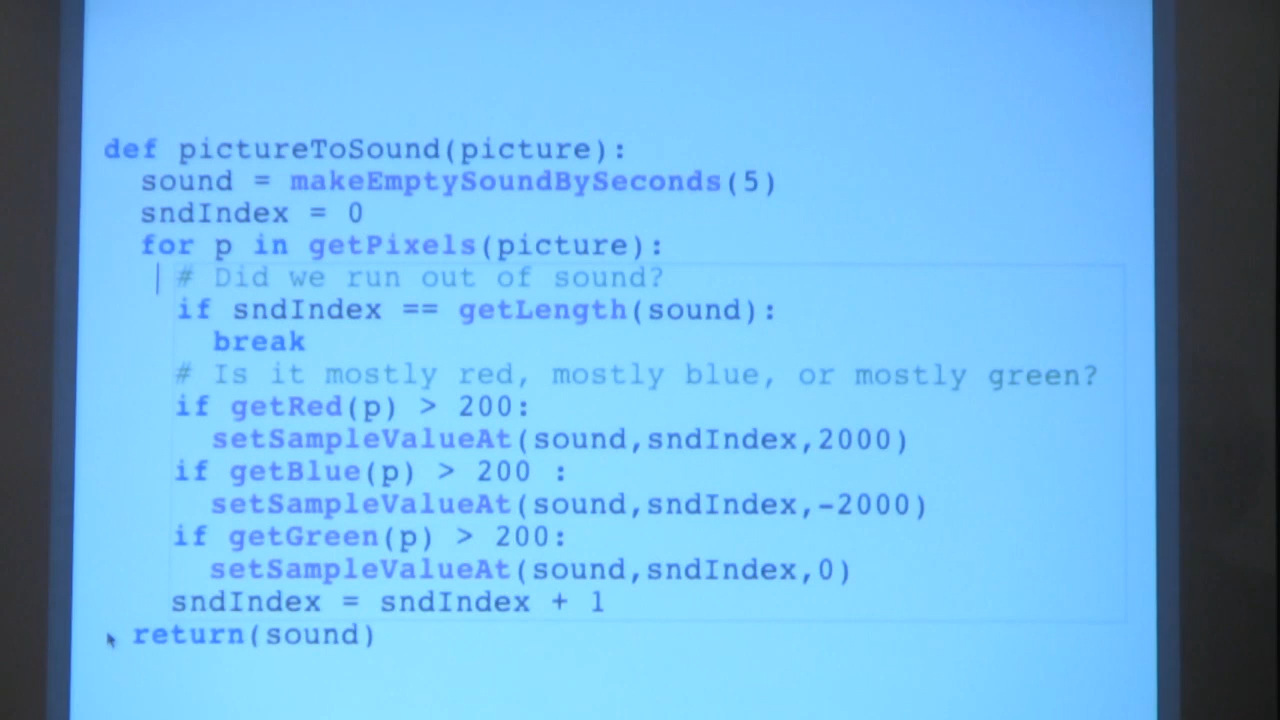 def pictureToSound(picture):
sound = makeEmptySoundBySeconds(5)
sndIndex = 0
for p in getPixels(picture):
# Did we run out of sound?
if sndIndex == getLength(sound):
break
# Is it mostly red, mostly blue, or mostly green?
if getRed(p) > 200:
setSampleValueAt(sound,sndIndex,2000)
if getBlue(p) > 200 :
setSampleValueAt(sound,sndIndex,-2000)
if getGreen(p) > 200:
setSampleValueAt(sound,sndIndex,0)
sndIndex = sndIndex + 1
return(sound)